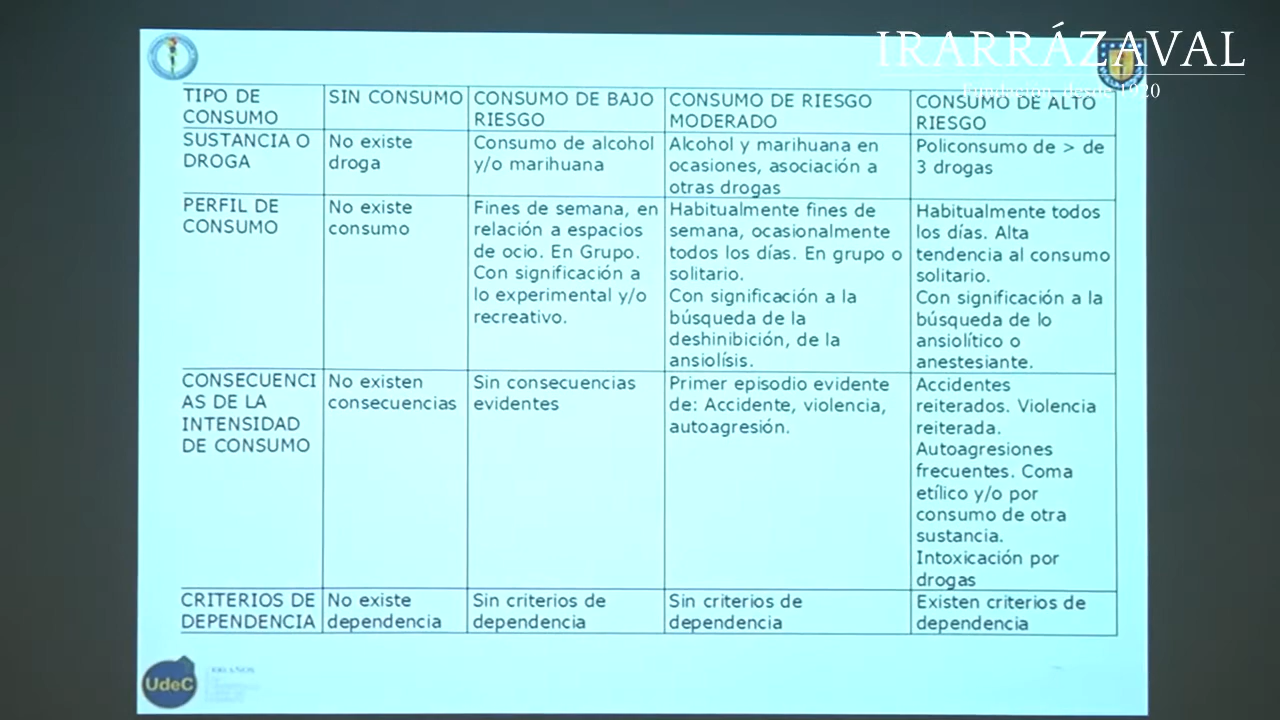 IRARRÁZAVAL
Fundación, desde 1920
TIPO DE
CONSUMO
SIN CONSUMO
CONSUMO DE BAJO
RIESGO
CONSUMO DE RIESGO
MODERADO
CONSUMO DE ALTO
RIESGO
SUSTANCIA O
DROGA
No existe
droga
Consumo de alcohol
y/o marihuana
Alcohol y marihuana en
ocasiones, asociación a
otras drogas
Policonsumo de > de
3 drogas
PERFIL DE
CONSUMO
No existe
consumo
Fines de semana, en
relación a espacios
de ocio. En Grupo.
Con significación a
lo experimental y/o
recreativo.
Habitualmente fines de
semana, ocasionalmente
todos los días. En grupo o
solitario.
Con significación a la
búsqueda de la
deshinibición, de la
ansiolísis.
Habitualmente todos
los días. Alta
tendencia al consumo
solitario.
Con significación a la
búsqueda de lo
ansiolítico o
anestesiante.
CONSECUENCI
AS DE LA
INTENSIDAD
DE CONSUMO
No existen
consecuencias
Sin consecuencias
evidentes
Primer episodio evidente
de: Accidente, violencia,
autoagresión.
Accidentes
reiterados. Violencia
reiterada.
Autoagresiones
frecuentes. Coma
etílico y/o por
consumo de otra
sustancia.
Intoxicación por
drogas
CRITERIOS DE
DEPENDENCIA
No existe
dependencia
Sin criterios de
dependencia
Sin criterios de
dependencia
Existen criterios de
dependencia
UdeC